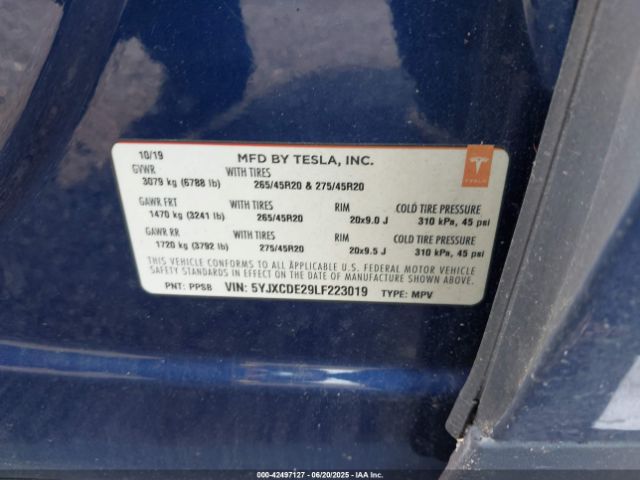 10/19 MFD BY TESLA, INC. TESLA
GVWR WITH TIRES
3079 kg (6788 lb) 265/45R20 & 275/45R20
GAWR FRT WITH TIRES RIM COLD TIRE PRESSURE
1470 kg (3241 lb) 265/45R20 20x9.0 J 310 kPa, 45 psi
GAWR RR WITH TIRES RIM COLD TIRE PRESSURE
1720 kg (3792 lb) 275/45R20 20x9.5 J 310 kPa, 45 psi
THIS VEHICLE CONFORMS TO ALL APPLICABLE U.S. FEDERAL MOTOR VEHICLE
SAFETY STANDARDS IN EFFECT ON THE DATE OF MANUFACTURE SHOWN ABOVE.
PNT: PPSB VIN: 5YJXCDE29LF223019 TYPE: MPV
000-42497127 - 06/20/2025 - IAA Inc.